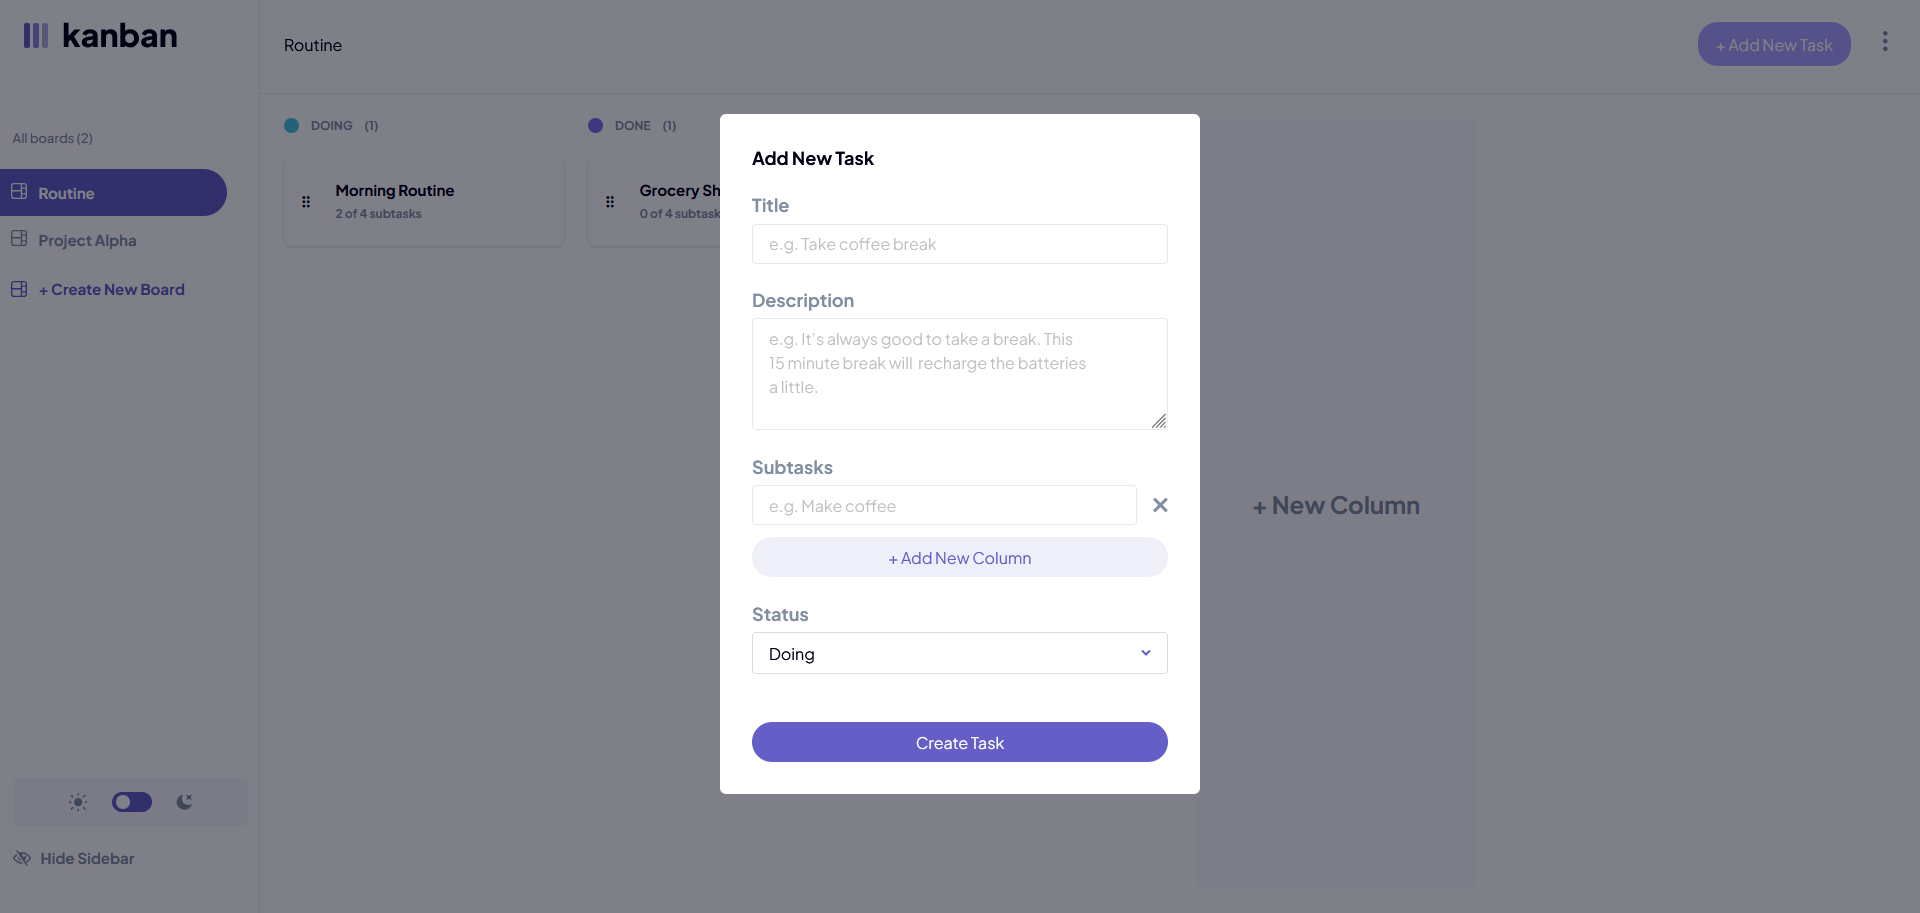 kanban
Routine
+ Add New Task
All boards (2)
Routine
Project Alpha
+ Create New Board
DOING (1)
Morning Routine
2 of 4 subtasks
DONE (1)
Grocery Sh
0 of 4 subtask
Add New Task
Title
e.g. Take coffee break
Description
e.g. It's always good to take a break. This
15 minute break will recharge the batteries
a little.
Subtasks
e.g. Make coffee
+ Add New Column
Status
Doing
Create Task
+ New Column
Hide Sidebar